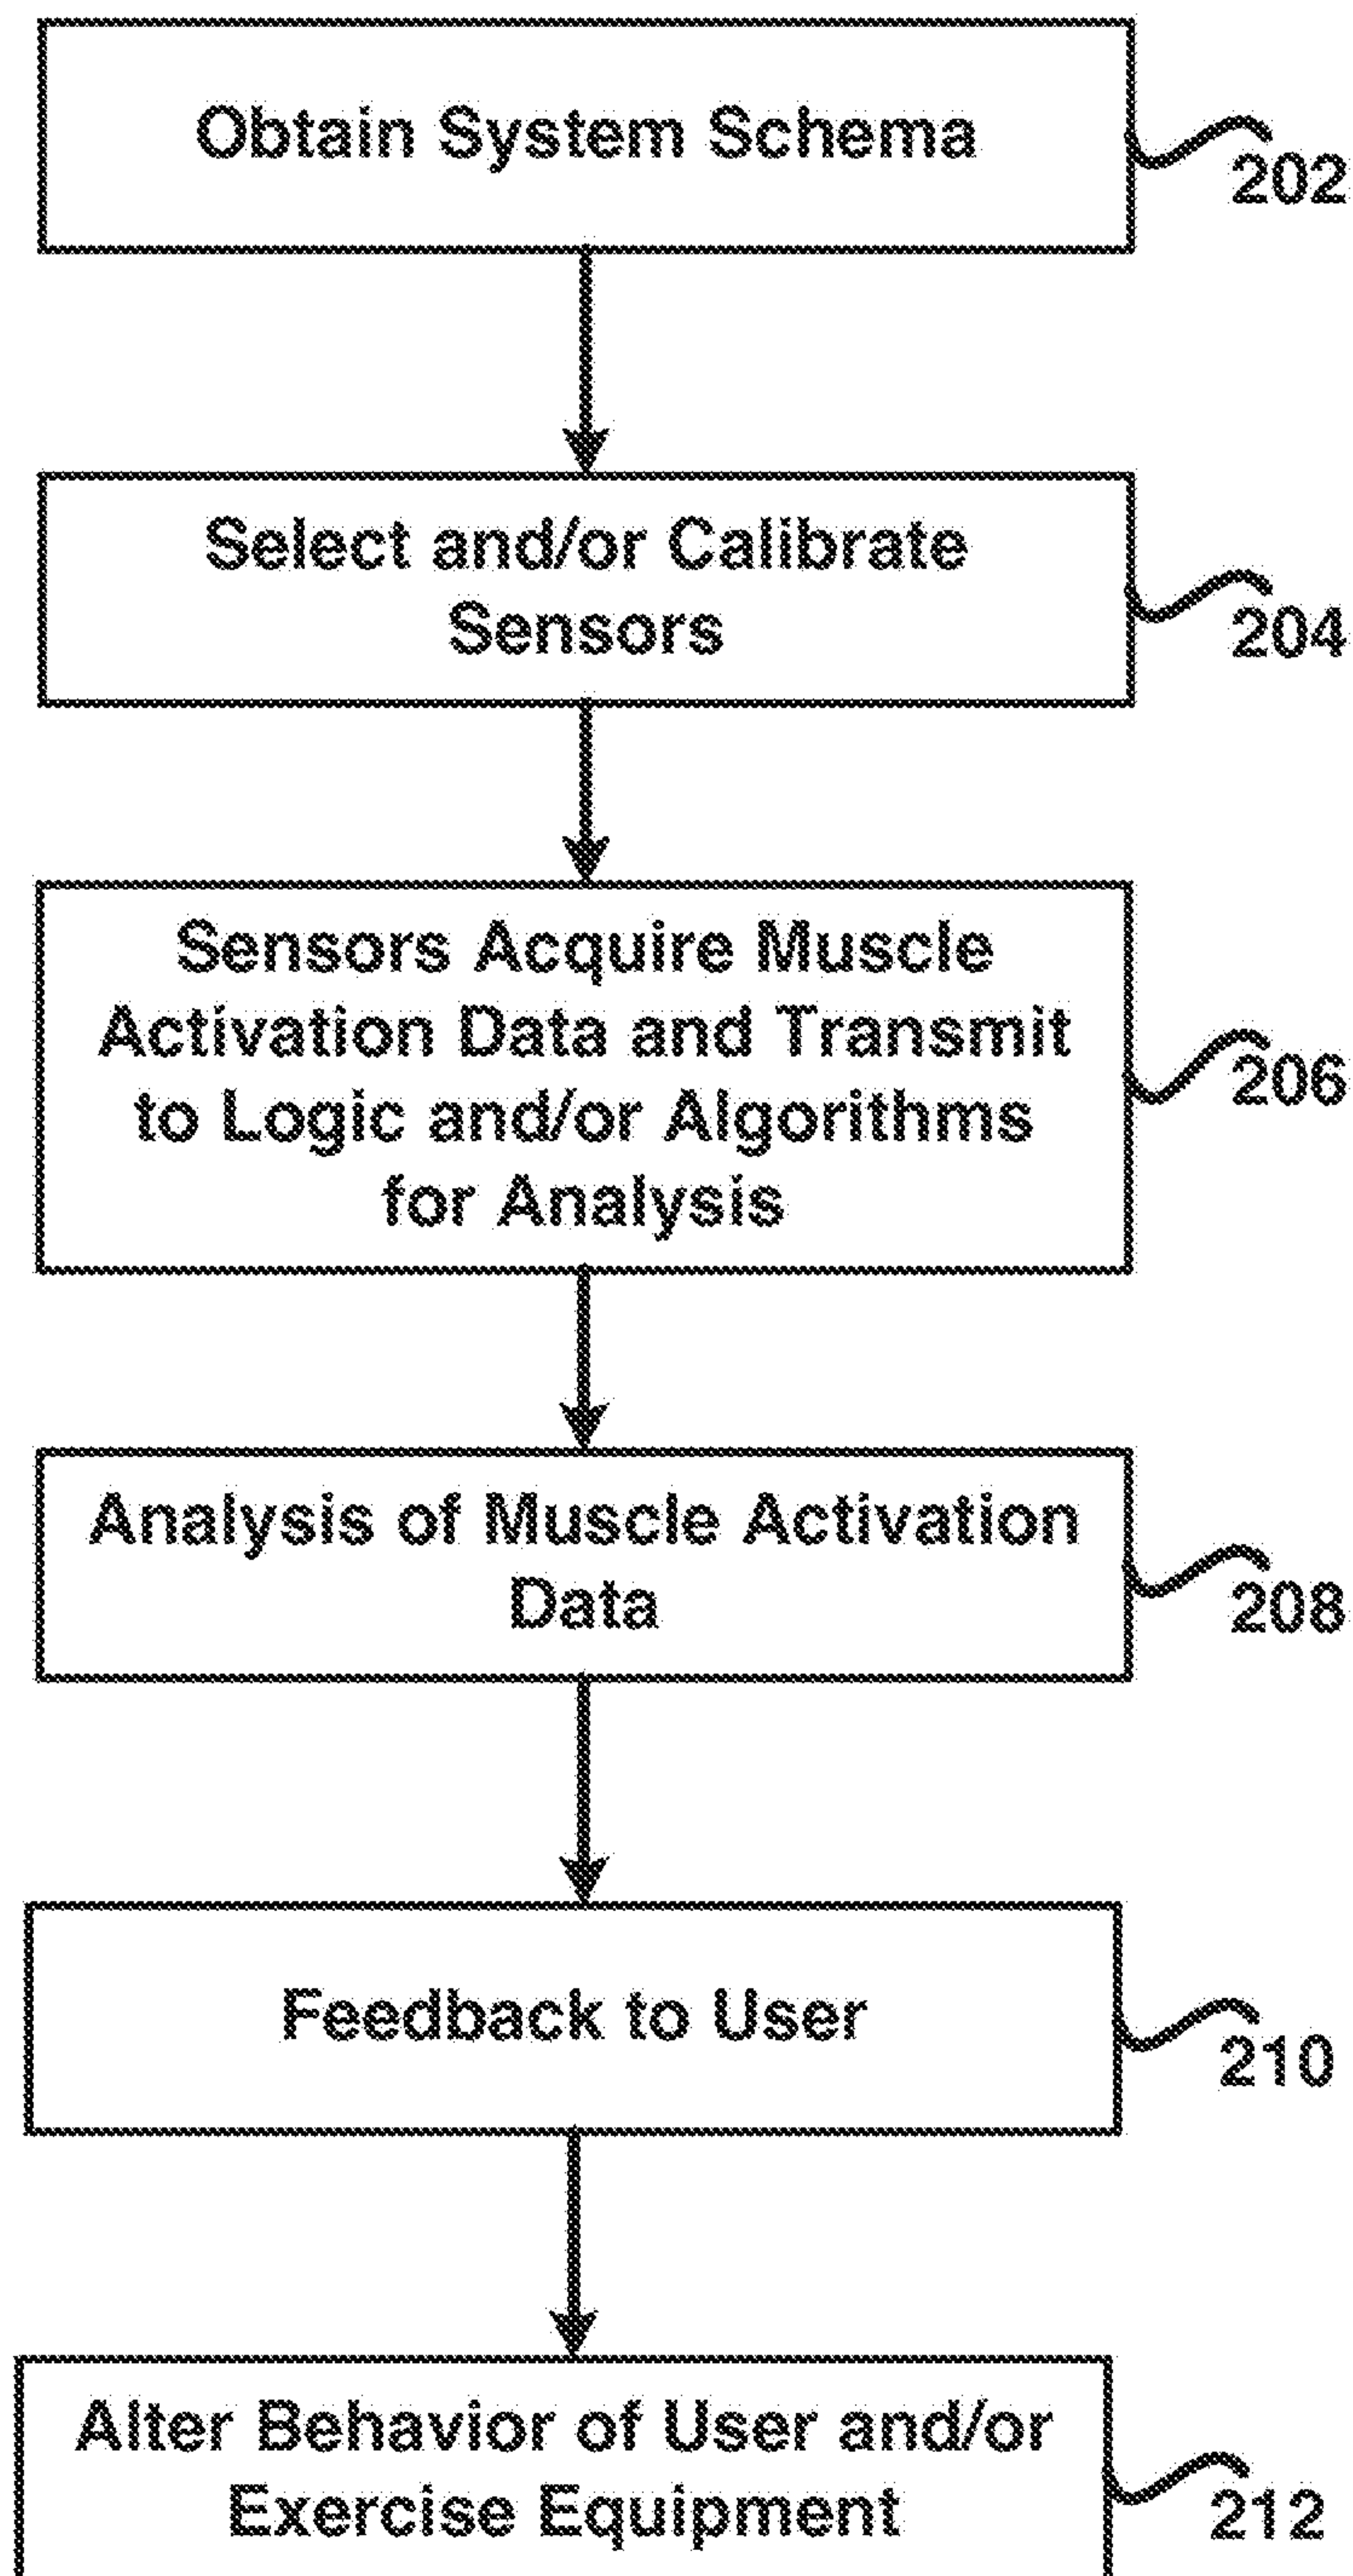 Obtain System Schema
202
Select and/or Calibrate
Sensors
204
Sensors Acquire Muscle
Activation Data and Transmit
to Logic and/or Algorithms
for Analysis
206
Analysis of Muscle Activation
Data
208
Feedback to User
210
Alter Behavior of User and/or
Exercise Equipment
212